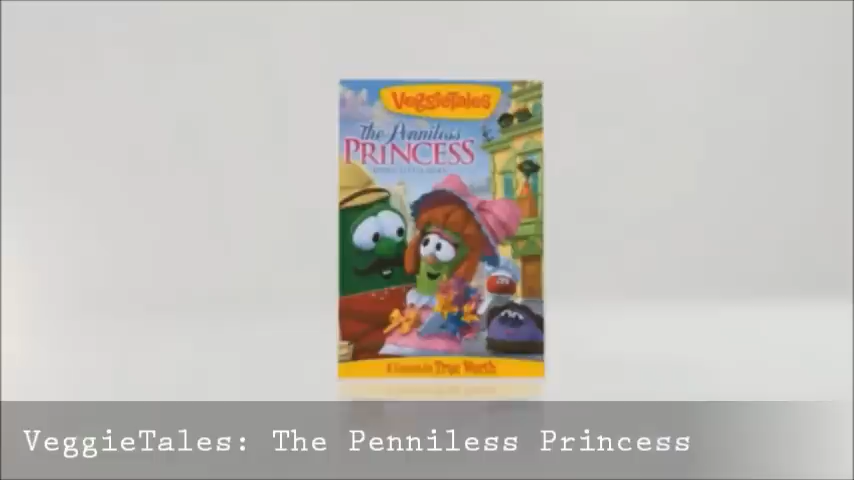 VeggieTales
The Penniless
PRINCESS
A Lesson in True Worth
VeggieTales: The Penniless Princess